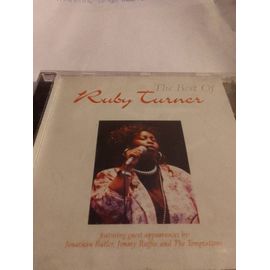 The Best Of
Ruby Turner
featuring guest appearances by
Jonathan Butler, Jimmy Ruffin and The Temptations